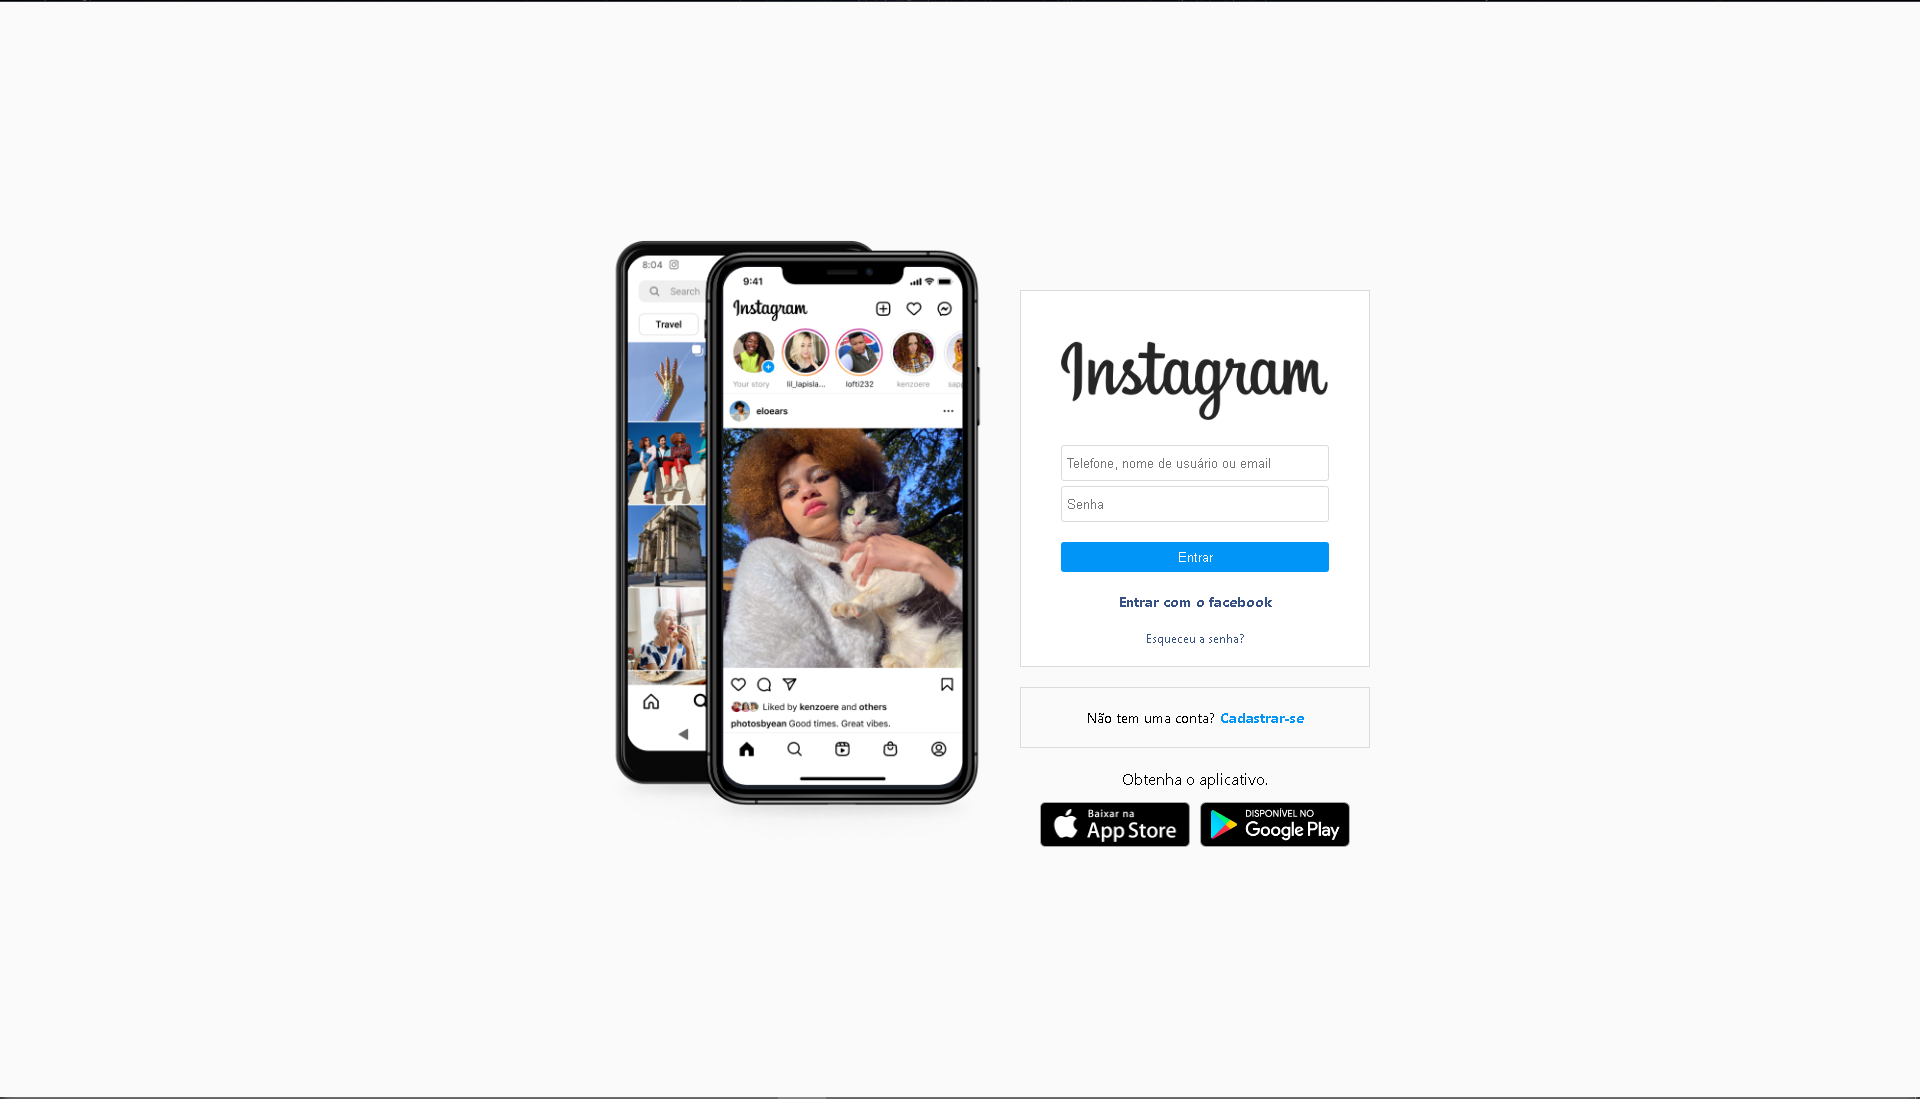 8:04
Search
Travel
9:41
Instagram
Your story
lil_lapisla...
lofti232
kenzoere
sapp
eloears
Liked by kenzoere and others
photosbyean Good times. Great vibes.
Instagram
Telefone, nome de usuário ou email
Senha
Entrar
Entrar com o facebook
Esqueceu a senha?
Não tem uma conta? Cadastrar-se
Obtenha o aplicativo.
Baixar na
App Store
DISPONÍVEL NO
Google Play